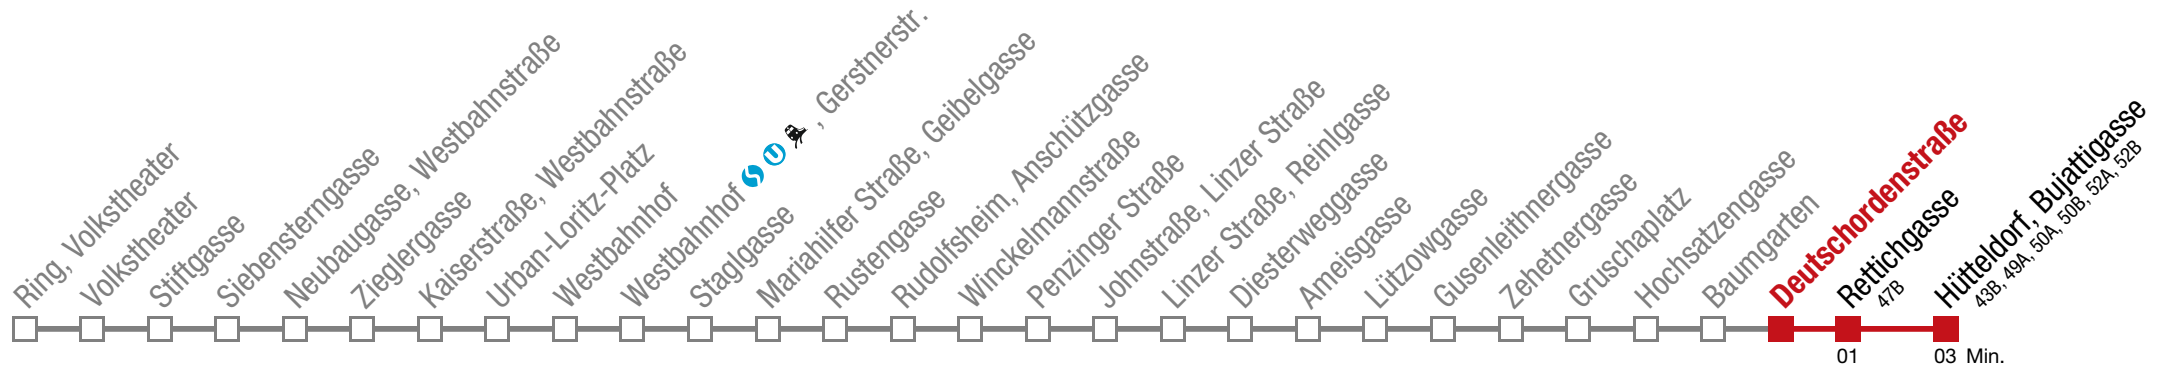 Ring, Volkstheater
Volkstheater
Stiftgasse
Siebensterngasse
Neubaugasse, Westbahnstraße
Zieglergasse
Kaiserstraße, Westbahnstraße
Urban-Loritz-Platz
Westbahnhof
Westbahnhof S U , Gerstnerstr.
Staglgasse
Mariahilfer Straße, Geibelgasse
Rustengasse
Rudolfsheim, Anschützgasse
Winckelmannstraße
Penzinger Straße
Johnstraße, Linzer Straße
Linzer Straße, Reinlgasse
Diesterweggasse
Ameisgasse
Lützowgasse
Gusenleithnergasse
Zehetnergasse
Gruschaplatz
Hochsatzengasse
Baumgarten
Deutschordenstraße
Rettichgasse
47B
Hütteldorf, Bujattigasse
43B, 49A, 50A, 50B, 52A, 52B
01
03 Min.